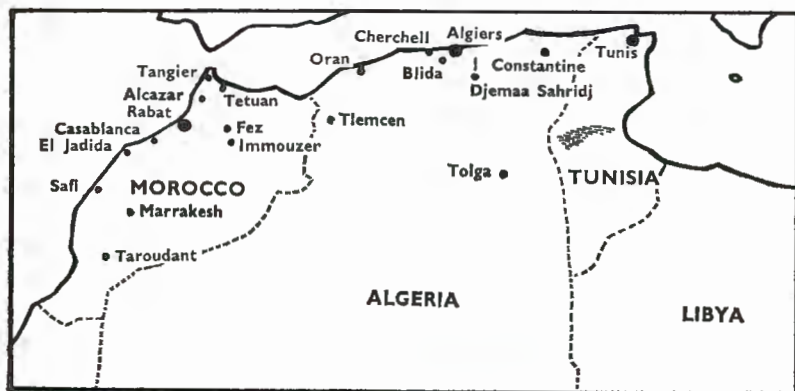 Cherchell
Algiers
Oran
Blida
Constantine
Tunis
Djemaa Sahridj
Tangier
Tetuan
Alcazar
Rabat
Fez
Immouzer
Casablanca
El Jadida
Tlemcen
Safi
MOROCCO
Marrakesh
Tolga
TUNISIA
Taroudant
ALGERIA
LIBYA